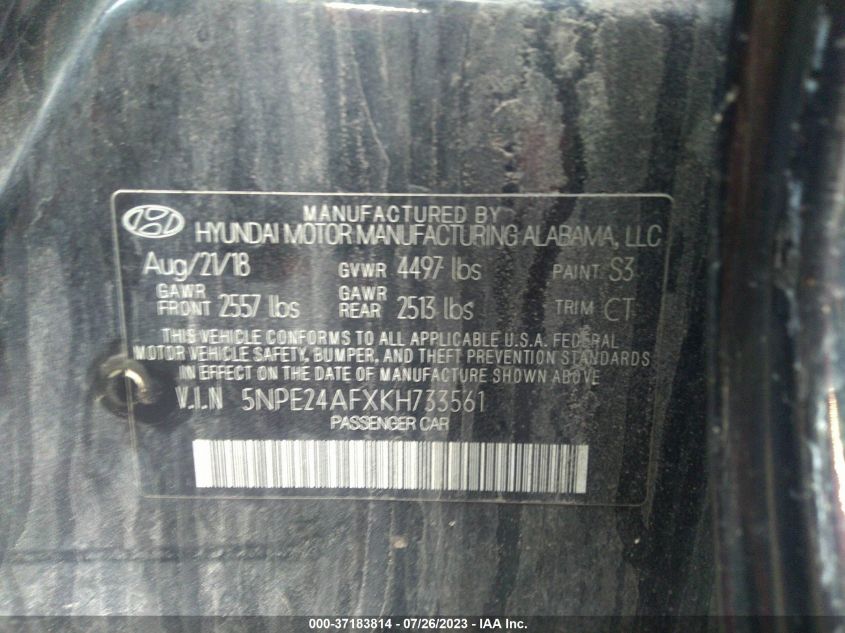 MANUFACTURED BY
HYUNDAI MOTOR MANUFACTURING ALABAMA, LLC
Aug/21/18 GVWR 4497 lbs PAINT S3
GAWR FRONT 2557 lbs GAWR REAR 2513 lbs TRIM CT
THIS VEHICLE CONFORMS TO ALL APPLICABLE U.S.A. FEDERAL
MOTOR VEHICLE SAFETY, BUMPER, AND THEFT PREVENTION STANDARDS
IN EFFECT ON THE DATE OF MANUFACTURE SHOWN ABOVE
V.I.N 5NPE24AFXKH733561
PASSENGER CAR
000-37183814 - 07/26/2023 - IAA Inc.